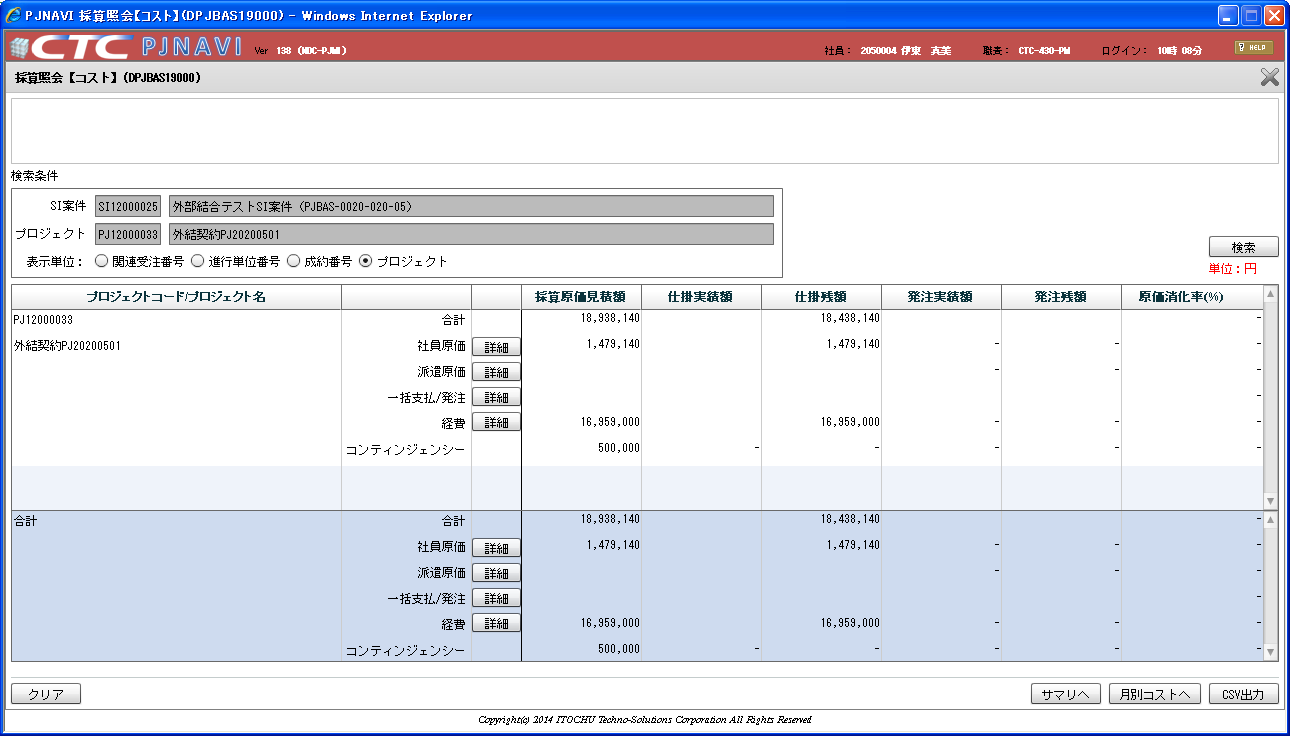 PJNAVI 採算照会【コスト】(DPJBAS19000) - Windows Internet Explorer
CTC PJNAVI Ver 138 (NDC-PJMI) 社員： 2050004 伊東 真美 職責： CTC-430-PM ログイン： 10時 08分 ? HELP
採算照会【コスト】(DPJBAS19000)
検索条件
SI案件 SI12000025 外部結合テストSI案件（PJBAS-0020-020-05）
プロジェクト PJ12000033 外結契約PJ20200501
表示単位： 関連受注番号 進行単位番号 成約番号 プロジェクト
検索
単位：円
プロジェクトコード/プロジェクト名 採算原価見積額 仕掛実績額 仕掛残額 発注実績額 発注残額 原価消化率(%)
PJ12000033 合計 18,938,140 18,438,140 -
外結契約PJ20200501 社員原価 詳細 1,479,140 1,479,140 - - -
派遣原価 詳細 - - -
一括支払/発注 詳細 -
経費 詳細 16,959,000 16,959,000 - - -
コンティンジェンシー 500,000 - - - - -
合計 合計 18,938,140 18,438,140 -
社員原価 詳細 1,479,140 1,479,140 - - -
派遣原価 詳細 - - -
一括支払/発注 詳細 -
経費 詳細 16,959,000 16,959,000 - - -
コンティンジェンシー 500,000 - - - - -
クリア サマリへ 月別コストへ CSV出力
Copyright(c) 2014 ITOCHU Techno-Solutions Corporation All Rights Reserved